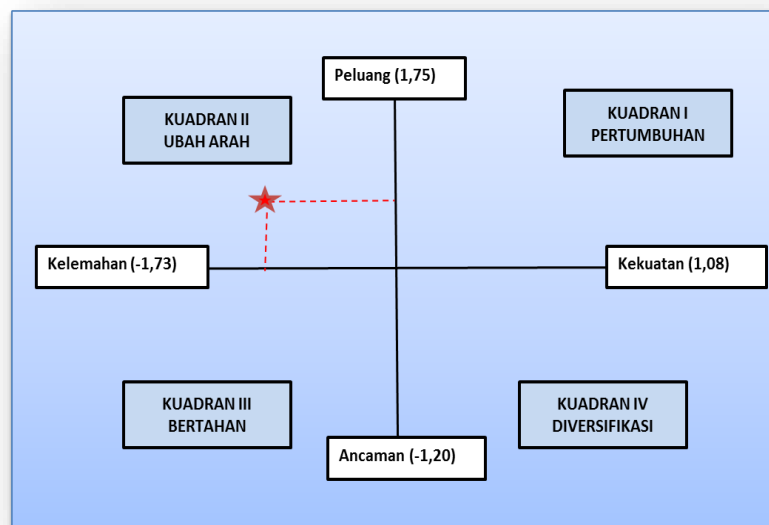 Peluang (1,75)
KUADRAN II
UBAH ARAH
KUADRAN I
PERTUMBUHAN
Kelemahan (-1,73)
Kekuatan (1,08)
KUADRAN III
BERTAHAN
KUADRAN IV
DIVERSIFIKASI
Ancaman (-1,20)